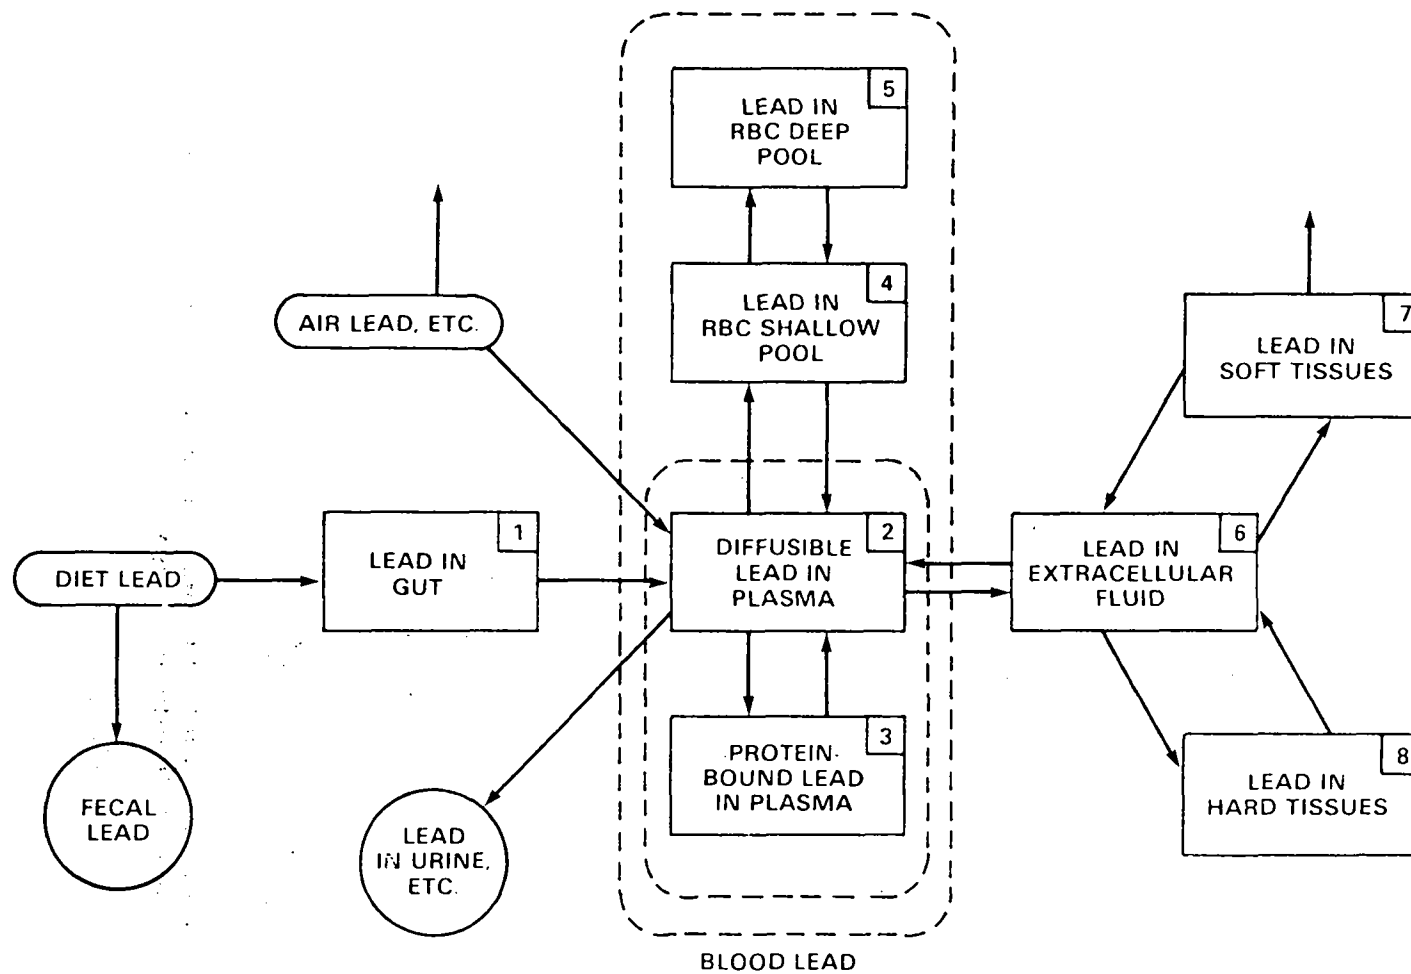 5
LEAD IN
RBC DEEP
POOL
4
LEAD IN
RBC SHALLOW
POOL
AIR LEAD, ETC.
7
LEAD IN
SOFT TISSUES
1
LEAD IN
GUT
2
DIFFUSIBLE
LEAD IN
PLASMA
6
LEAD IN
EXTRACELLULAR
FLUID
DIET LEAD
3
PROTEIN-
BOUND LEAD
IN PLASMA
8
LEAD IN
HARD TISSUES
FECAL
LEAD
LEAD
IN URINE,
ETC.
BLOOD LEAD